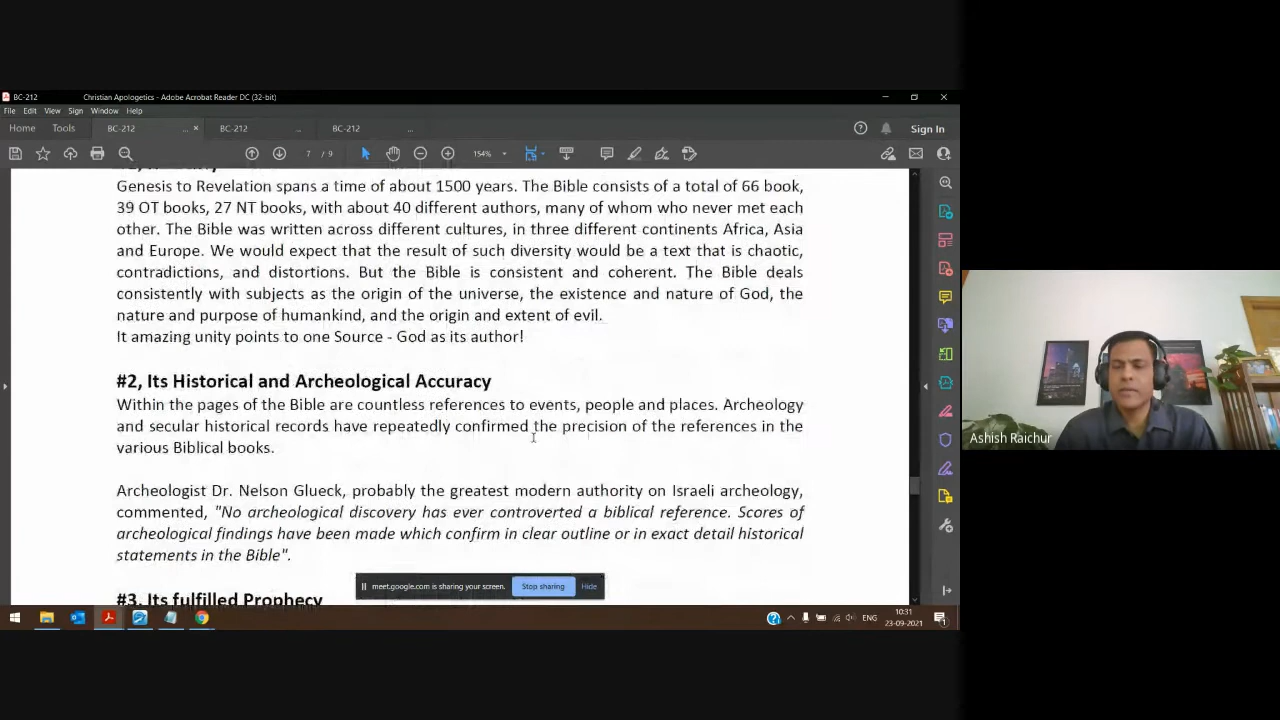 BC-212 Christian Apologetics - Adobe Acrobat Reader DC (32-bit)
File Edit View Sign Window Help
Home Tools BC-212 ... × BC-212 ... BC-212 ... Sign In
7 / 9 154%
Genesis to Revelation spans a time of about 1500 years. The Bible consists of a total of 66 book,
39 OT books, 27 NT books, with about 40 different authors, many of whom who never met each
other. The Bible was written across different cultures, in three different continents Africa, Asia
and Europe. We would expect that the result of such diversity would be a text that is chaotic,
contradictions, and distortions. But the Bible is consistent and coherent. The Bible deals
consistently with subjects as the origin of the universe, the existence and nature of God, the
nature and purpose of humankind, and the origin and extent of evil.
It amazing unity points to one Source - God as its author!
#2, Its Historical and Archeological Accuracy
Within the pages of the Bible are countless references to events, people and places. Archeology
and secular historical records have repeatedly confirmed the precision of the references in the
various Biblical books.
Archeologist Dr. Nelson Glueck, probably the greatest modern authority on Israeli archeology,
commented, "No archeological discovery has ever controverted a biblical reference. Scores of
archeological findings have been made which confirm in clear outline or in exact detail historical
statements in the Bible".
meet.google.com is sharing your screen. Stop sharing Hide
#3, Its fulfilled Prophecy
ENG
10:31
23-09-2021
Ashish Raichur